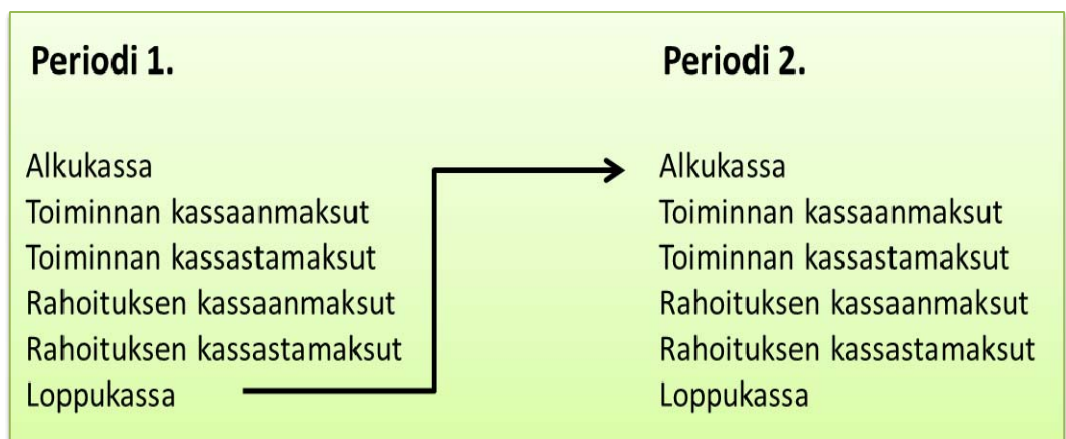 Periodi 1.
Alkukassa
Toiminnan kassaanmaksut
Toiminnan kassastamaksut
Rahoituksen kassaanmaksut
Rahoituksen kassastamaksut
Loppukassa
Periodi 2.
Alkukassa
Toiminnan kassaanmaksut
Toiminnan kassastamaksut
Rahoituksen kassaanmaksut
Rahoituksen kassastamaksut
Loppukassa